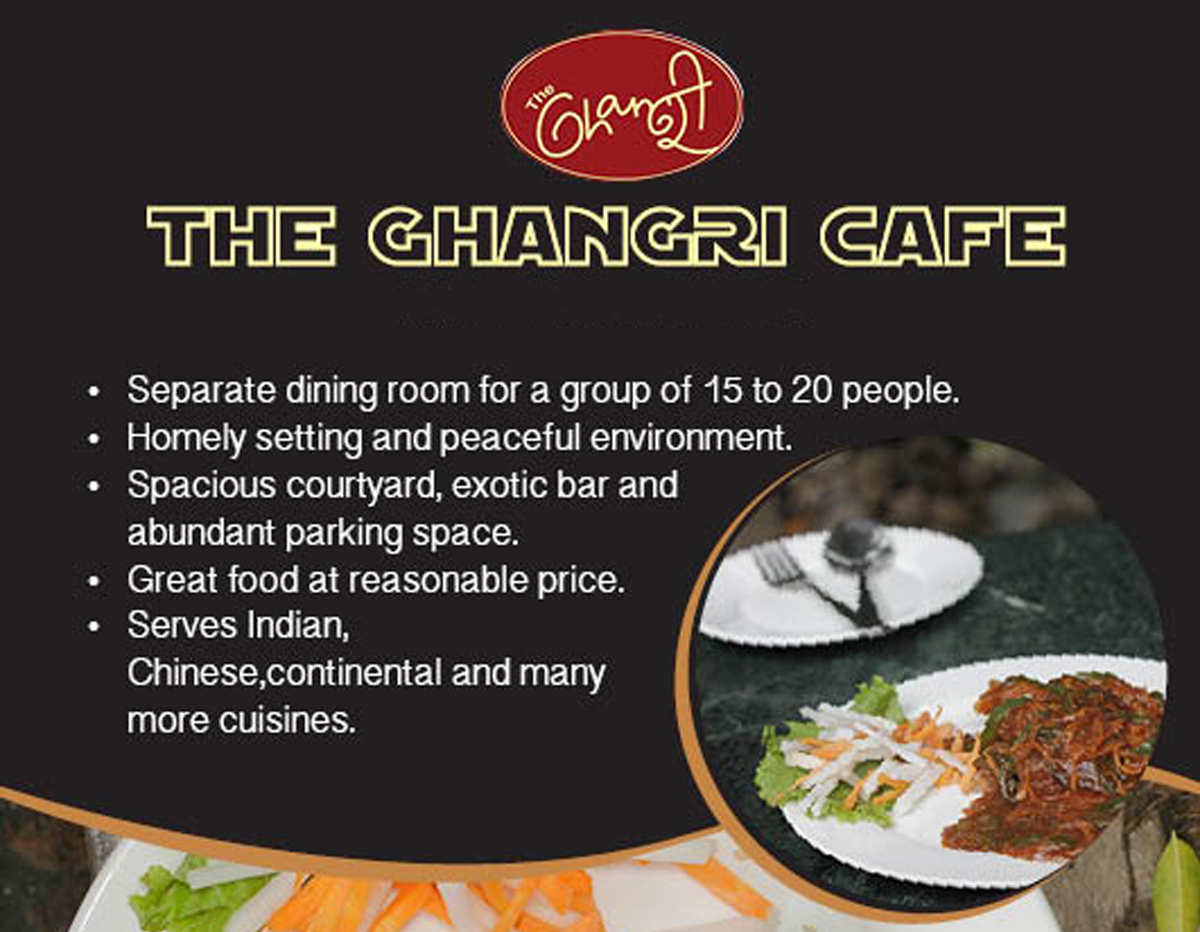 The Ghangri
THE GHANGRI CAFE
• Separate dining room for a group of 15 to 20 people.
• Homely setting and peaceful environment.
• Spacious courtyard, exotic bar and
abundant parking space.
• Great food at reasonable price.
• Serves Indian,
Chinese,continental and many
more cuisines.